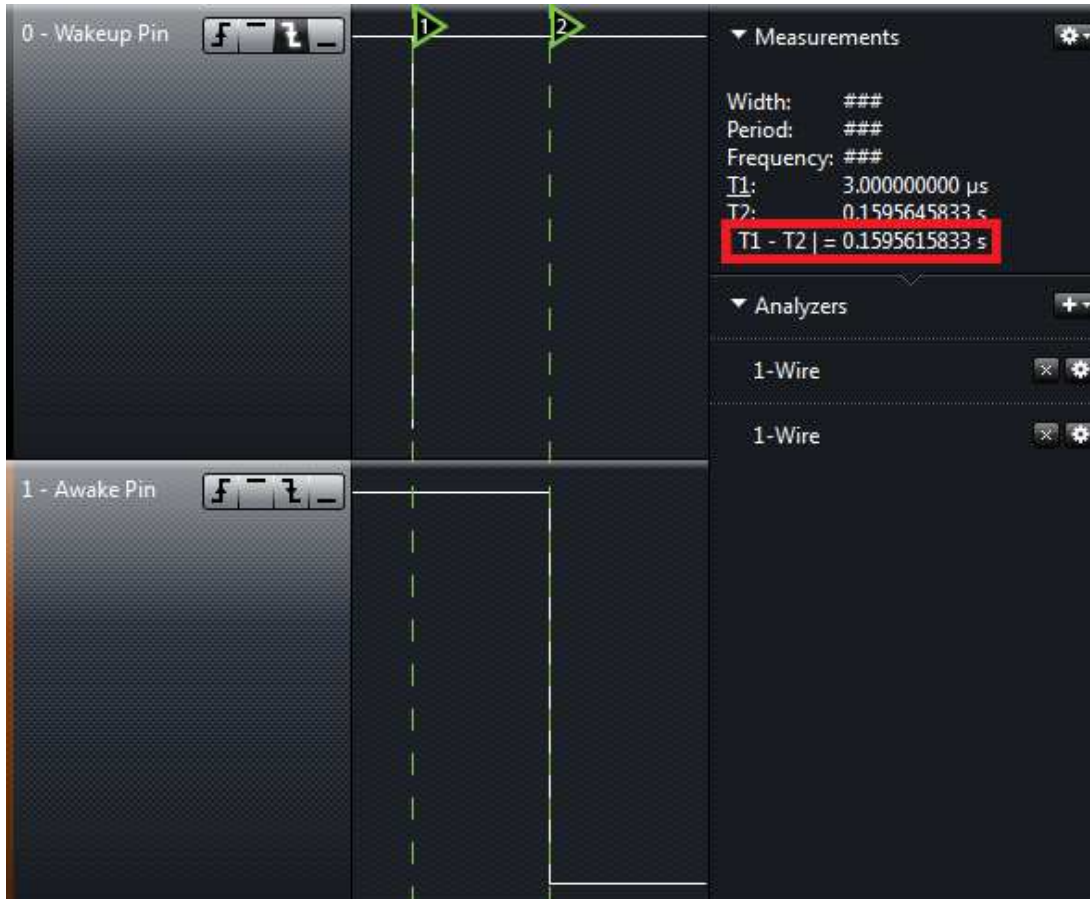 0 - Wakeup Pin
1
2
Measurements
Width: ###
Period: ###
Frequency: ###
T1: 3.000000000 µs
T2: 0.1595645833 s
T1 - T2 | = 0.1595615833 s
Analyzers
1-Wire
1-Wire
1 - Awake Pin